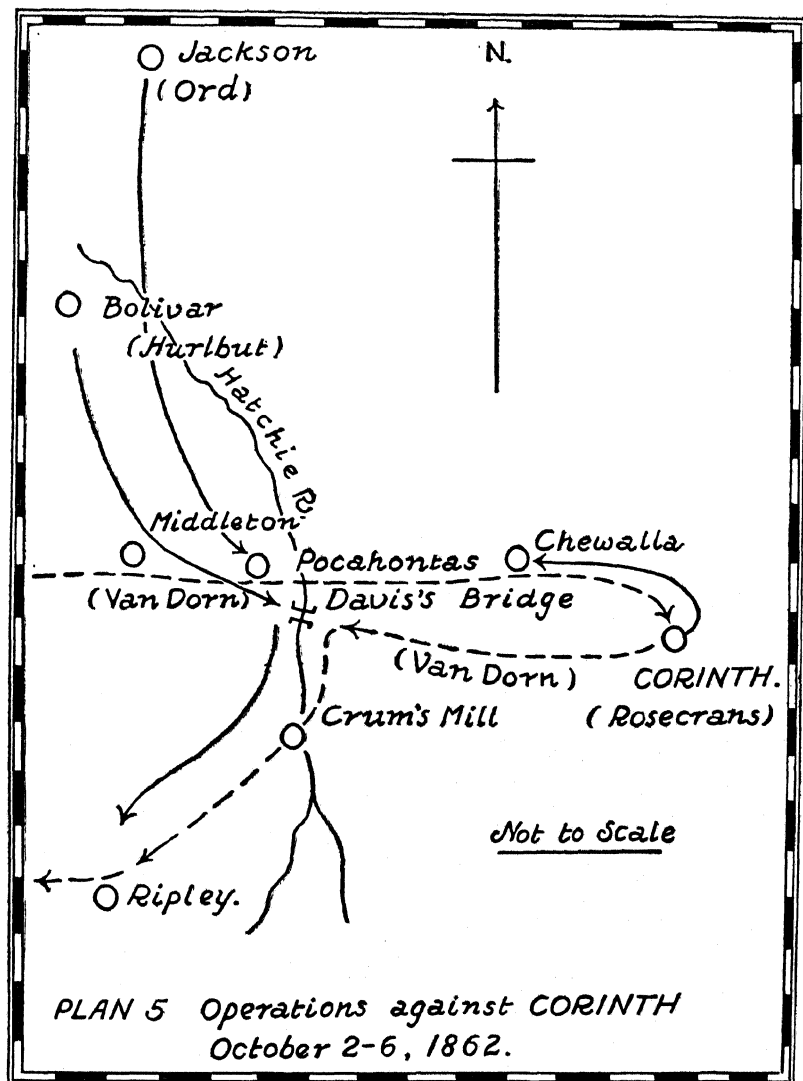 Jackson
(Ord)
N.
Bolivar
(Hurlbut)
Hatchie R.
Middleton.
Pocahontas
Chewalla
(Van Dorn)
Davis's Bridge
(Van Dorn)
CORINTH.
(Rosecrans)
Crum's Mill
Not to Scale
Ripley.
PLAN 5 Operations against CORINTH
October 2-6, 1862.